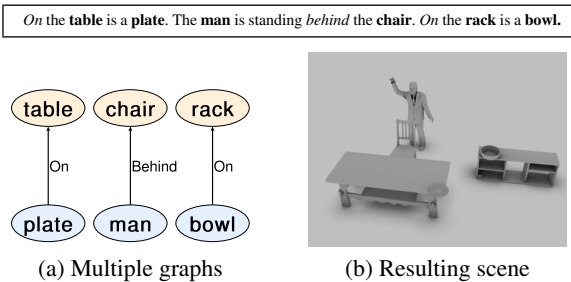 On the table is a plate. The man is standing behind the chair. On the rack is a bowl.
table chair rack
On Behind On
plate man bowl
(a) Multiple graphs (b) Resulting scene